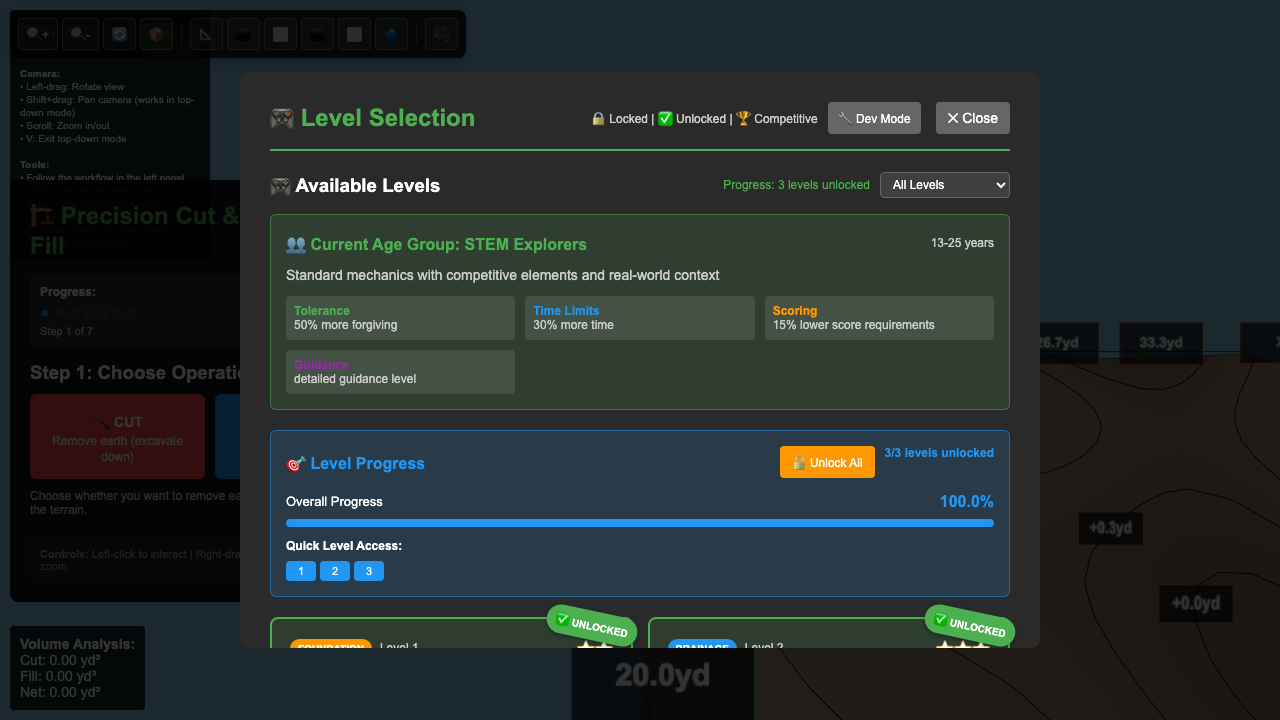 Camera:
• Left-drag: Rotate view
• Shift+drag: Pan camera (works in top-
down mode)
• Scroll: Zoom in/out
• V: Exit top-down mode
Tools:
• Follow the workflow in the left panel
Precision Cut &
Fill
Progress:
Step 1 of 7
Step 1: Choose Operati
CUT
Remove earth (excavate
down)
Choose whether you want to remove ea
the terrain.
Controls: Left-click to interact | Right-dra
zoom
Volume Analysis:
Cut: 0.00 yd³
Fill: 0.00 yd³
Net: 0.00 yd³
🎮 Level Selection
🔒 Locked | ✅ Unlocked | 🏆 Competitive
🔧 Dev Mode
✕ Close
🎮 Available Levels
Progress: 3 levels unlocked
All Levels
👥 Current Age Group: STEM Explorers
13-25 years
Standard mechanics with competitive elements and real-world context
Tolerance
50% more forgiving
Time Limits
30% more time
Scoring
15% lower score requirements
Guidance
detailed guidance level
🎯 Level Progress
🔓 Unlock All
3/3 levels unlocked
Overall Progress
100.0%
Quick Level Access:
1 2 3
✅ UNLOCKED
FOUNDATION Level 1
✅ UNLOCKED
DRAINAGE Level 2
26.7yd
33.3yd
+0.3yd
+0.0yd
20.0yd